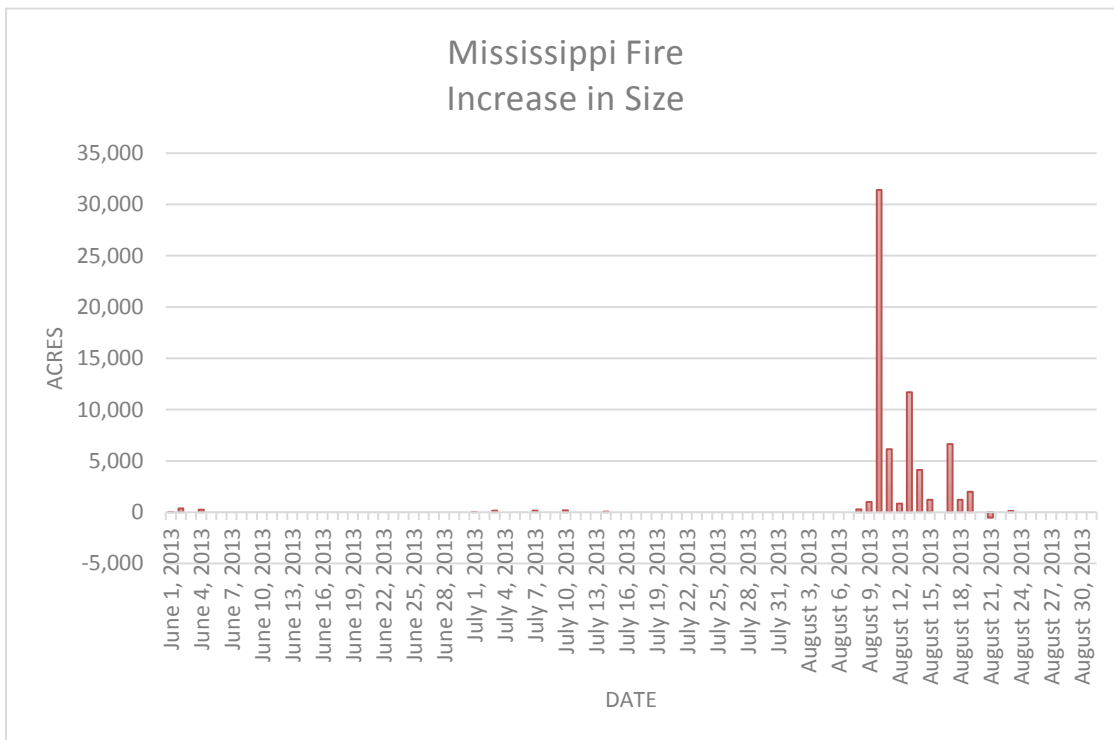 Mississippi Fire
Increase in Size
35,000
30,000
25,000
20,000
15,000
10,000
5,000
0
-5,000
ACRES
June 1, 2013
June 4, 2013
June 7, 2013
June 10, 2013
June 13, 2013
June 16, 2013
June 19, 2013
June 22, 2013
June 25, 2013
June 28, 2013
July 1, 2013
July 4, 2013
July 7, 2013
July 10, 2013
July 13, 2013
July 16, 2013
July 19, 2013
July 22, 2013
July 25, 2013
July 28, 2013
July 31, 2013
August 3, 2013
August 6, 2013
August 9, 2013
August 12, 2013
August 15, 2013
August 18, 2013
August 21, 2013
August 24, 2013
August 27, 2013
August 30, 2013
DATE